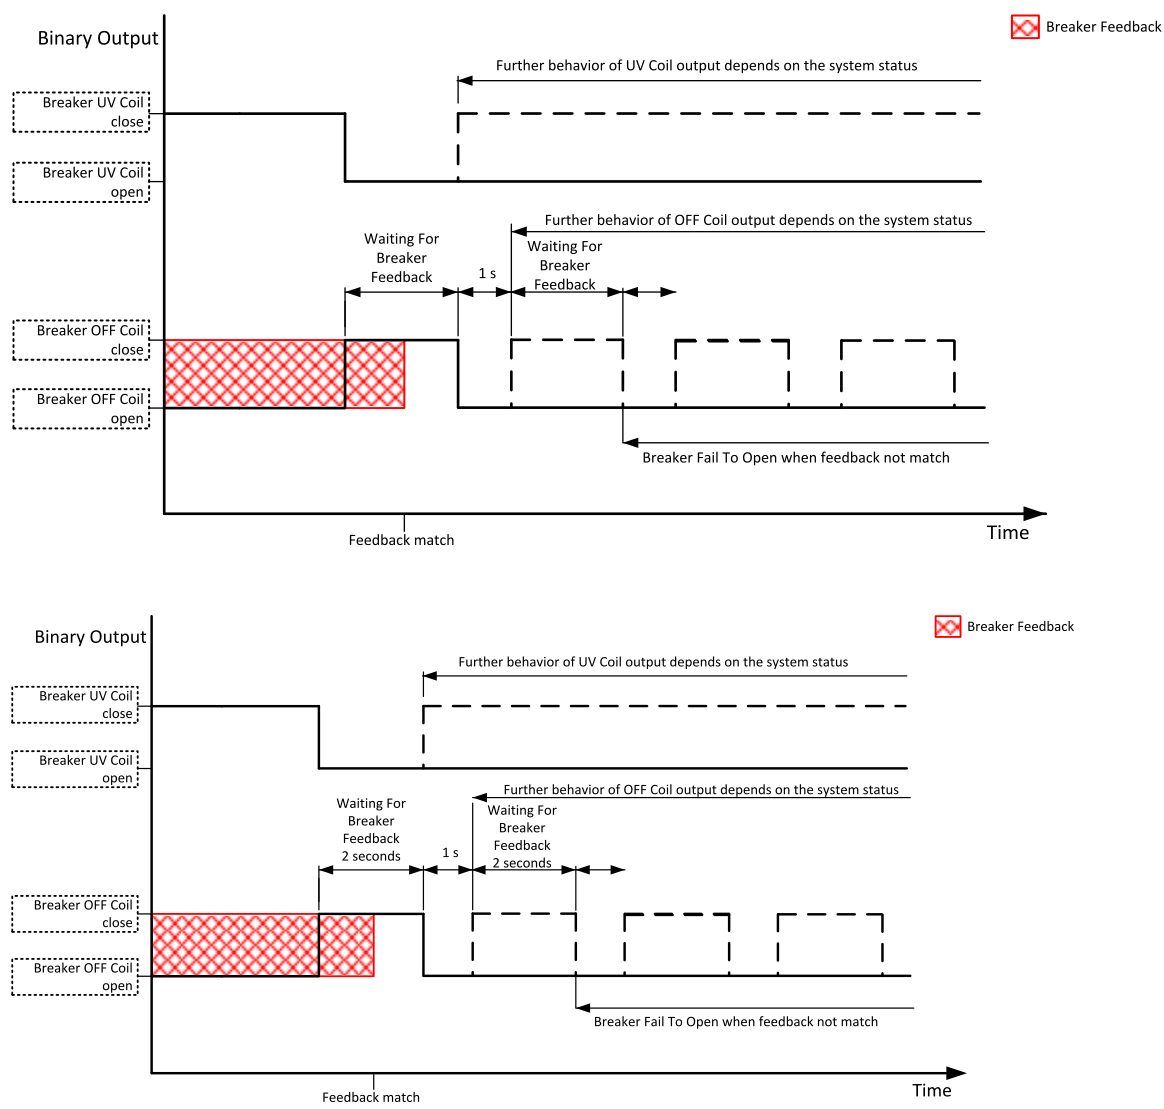 Binary Output
Breaker Feedback
Further behavior of UV Coil output depends on the system status
Breaker UV Coil
close
Breaker UV Coil
open
Further behavior of OFF Coil output depends on the system status
Waiting For
Breaker
Feedback
1 s
Waiting For
Breaker
Feedback
Breaker OFF Coil
close
Breaker OFF Coil
open
Breaker Fail To Open when feedback not match
Time
Feedback match
Binary Output
Breaker Feedback
Further behavior of UV Coil output depends on the system status
Breaker UV Coil
close
Breaker UV Coil
open
Further behavior of OFF Coil output depends on the system status
Waiting For
Breaker
Feedback
2 seconds
1 s
Waiting For
Breaker
Feedback
2 seconds
Breaker OFF Coil
close
Breaker OFF Coil
open
Breaker Fail To Open when feedback not match
Time
Feedback match